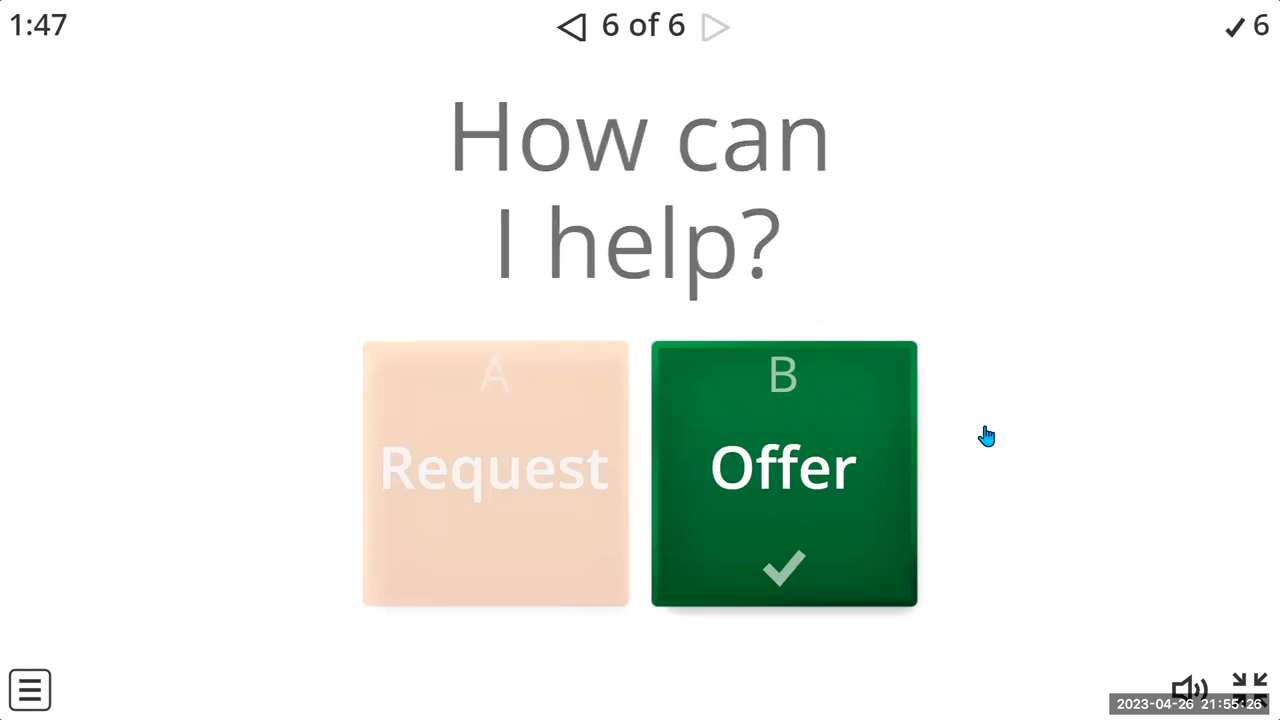 1:47
6 of 6
6
How can
I help?
A
B
Request
Offer
2023-04-26 21:55:26